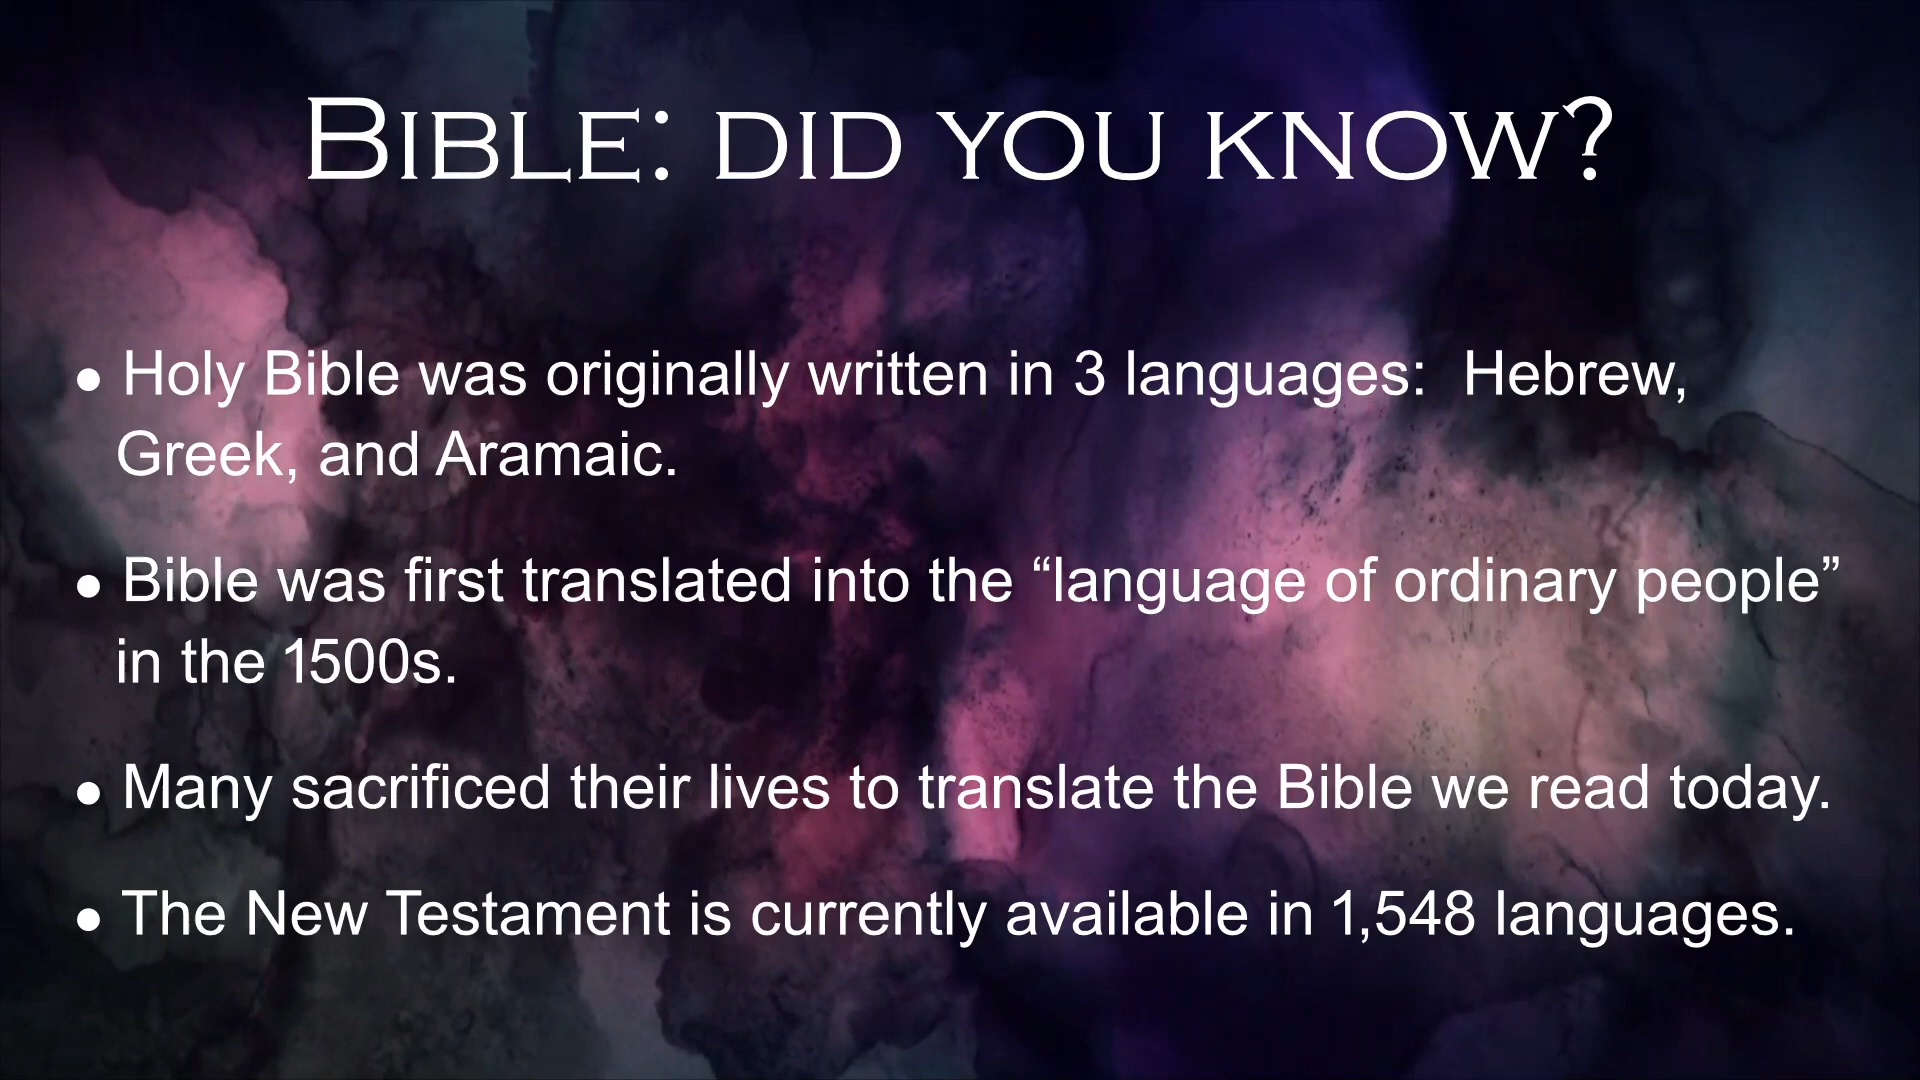 Bible: did you know?
• Holy Bible was originally written in 3 languages:  Hebrew,
Greek, and Aramaic.
• Bible was first translated into the “language of ordinary people”
in the 1500s.
• Many sacrificed their lives to translate the Bible we read today.
• The New Testament is currently available in 1,548 languages.